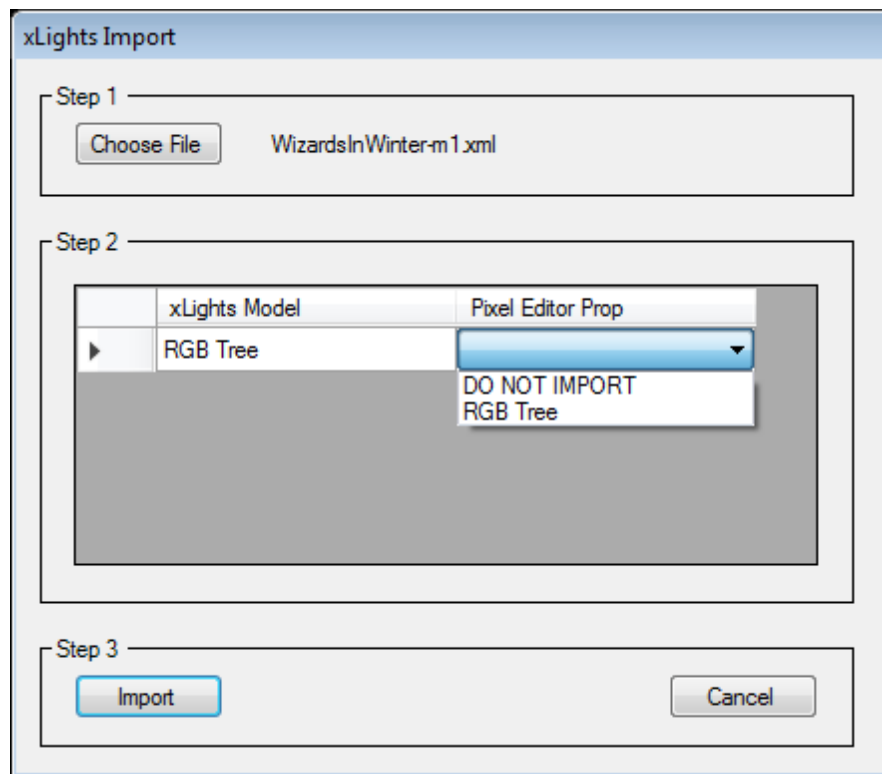 xLights Import
Step 1
Choose File WizardsInWinter-m1.xml
Step 2
xLights Model Pixel Editor Prop
RGB Tree
DO NOT IMPORT
RGB Tree
Step 3
Import Cancel